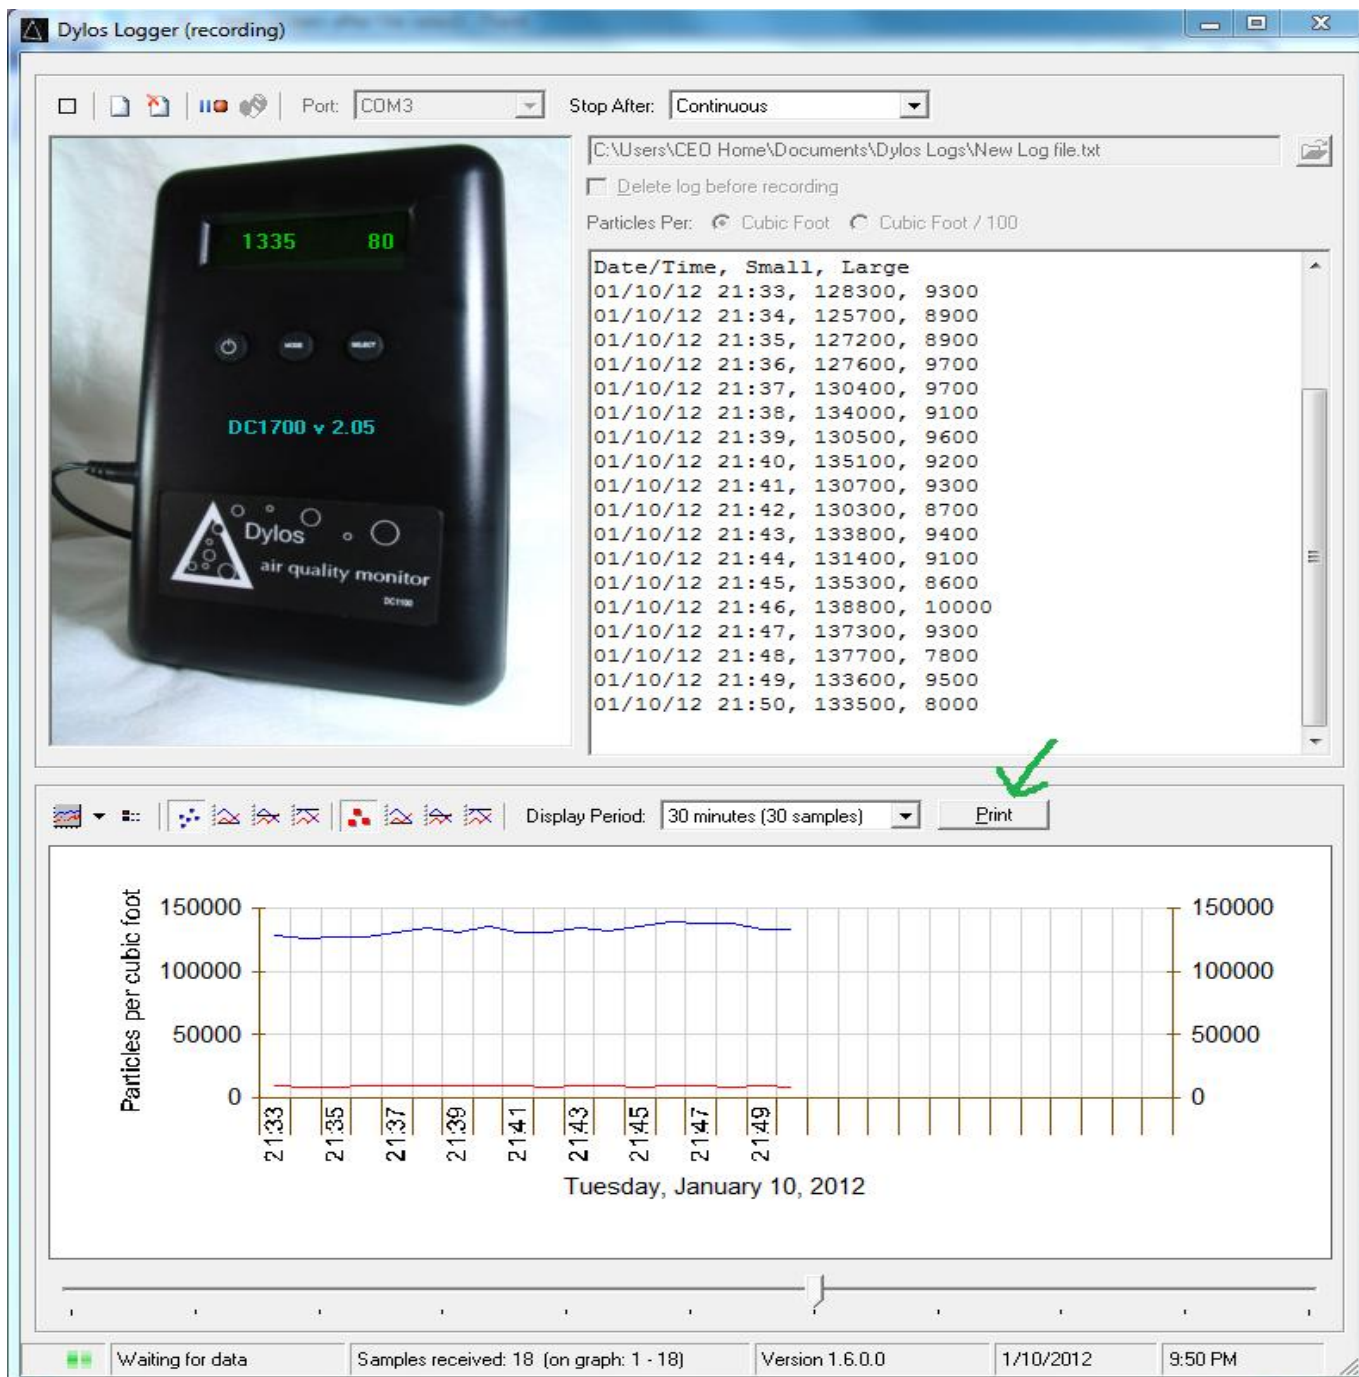 Dylos Logger (recording)
Port: COM3 Stop After: Continuous
C:\Users\CEO Home\Documents\Dylos Logs\New Log file.txt
Delete log before recording
Particles Per: Cubic Foot Cubic Foot / 100
1335 80
MODE SELECT
DC1700 v 2.05
Dylos
air quality monitor
DC1100
Date/Time, Small, Large
01/10/12 21:33, 128300, 9300
01/10/12 21:34, 125700, 8900
01/10/12 21:35, 127200, 8900
01/10/12 21:36, 127600, 9700
01/10/12 21:37, 130400, 9700
01/10/12 21:38, 134000, 9100
01/10/12 21:39, 130500, 9600
01/10/12 21:40, 135100, 9200
01/10/12 21:41, 130700, 9300
01/10/12 21:42, 130300, 8700
01/10/12 21:43, 133800, 9400
01/10/12 21:44, 131400, 9100
01/10/12 21:45, 135300, 8600
01/10/12 21:46, 138800, 10000
01/10/12 21:47, 137300, 9300
01/10/12 21:48, 137700, 7800
01/10/12 21:49, 133600, 9500
01/10/12 21:50, 133500, 8000
Display Period: 30 minutes (30 samples) Print
Particles per cubic foot
150000 150000
100000 100000
50000 50000
0 0
21:33 21:35 21:37 21:39 21:41 21:43 21:45 21:47 21:49
Tuesday, January 10, 2012
Waiting for data Samples received: 18 (on graph: 1 - 18) Version 1.6.0.0 1/10/2012 9:50 PM